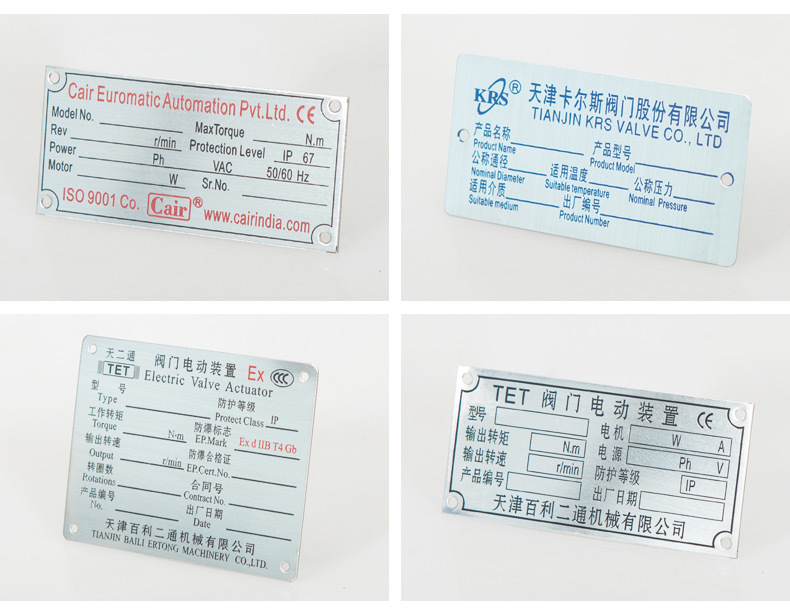 Cair Euromatic Automation Pvt.Ltd. CE
Model No. MaxTorque N.m
Rev r/min Protection Level IP 67
Power Ph VAC 50/60 Hz
Motor W Sr.No.
ISO 9001 Co. Cair ® www.cairindia.com
KRS ® 天津卡尔斯阀门股份有限公司
TIANJIN KRS VALVE CO., LTD
产品名称 产品型号
Product Name Product Model
公称通径 适用温度 公称压力
Nominal Diameter Suitable temperature Nominal Pressure
适用介质 出厂编号
Suitable medium Product Number
天二通 阀门电动装置 Ex CCC
TET Electric Valve Actuator
型号 防护等级
Type Protect Class IP
工作转矩 防爆标志
Torque N·m EP.Mark Ex d IIB T4 Gb
输出转速 防爆合格证
Output r/min EP.Cert.No.
转圈数 合同号
Rotations Contract No.
产品编号 出厂日期
No. Date
天津百利二通机械有限公司
TIANJIN BAILI ERTONG MACHINERY CO.,LTD.
TET 阀门电动装置 CE
型号 电机 W A
输出转矩 N.m 电源 Ph V
输出转速 r/min 防护等级 IP
产品编号 出厂日期
天津百利二通机械有限公司